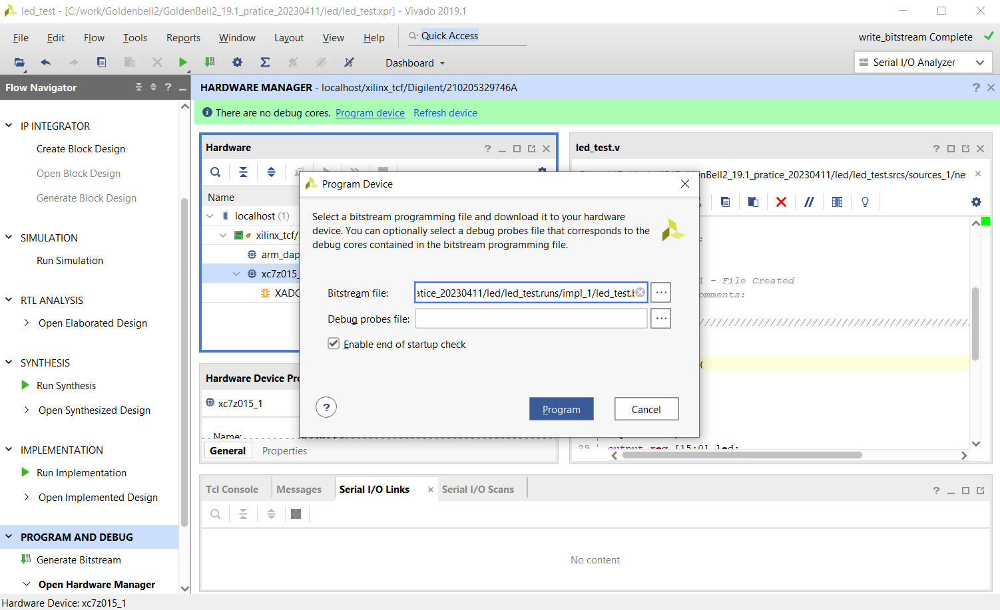 led_test - [C:/work/Goldenbell2/GoldenBell2_19.1_pratice_20230411/led/led_test.xpr] - Vivado 2019.1
File Edit Flow Tools Reports Window Layout View Help Quick Access
write_bitstream Complete
Dashboard
Serial I/O Analyzer
Flow Navigator
HARDWARE MANAGER - localhost/xilinx_tcf/Digilent/210205329746A
There are no debug cores. Program device Refresh device
IP INTEGRATOR
Create Block Design
Open Block Design
Generate Block Design
SIMULATION
Run Simulation
RTL ANALYSIS
Open Elaborated Design
SYNTHESIS
Run Synthesis
Open Synthesized Design
IMPLEMENTATION
Run Implementation
Open Implemented Design
PROGRAM AND DEBUG
Generate Bitstream
Open Hardware Manager
Hardware
Name
localhost (1)
xilinx_tcf/
arm_dap
xc7z015_
XADC
Hardware Device Pro
xc7z015_1
Name:
General Properties
led_test.v
enBell2_19.1_pratice_20230411/led/led_test.srcs/sources_1/ne
:
1 - File Created
omments:
//////////////////////////////////////////////////
(
29 output reg [15:0] led;
Program Device
Select a bitstream programming file and download it to your hardware
device. You can optionally select a debug probes file that corresponds to the
debug cores contained in the bitstream programming file.
Bitstream file: atice_20230411/led/led_test.runs/impl_1/led_test.b
Debug probes file:
Enable end of startup check
Program Cancel
Tcl Console Messages Serial I/O Links Serial I/O Scans
No content
Hardware Device: xc7z015_1